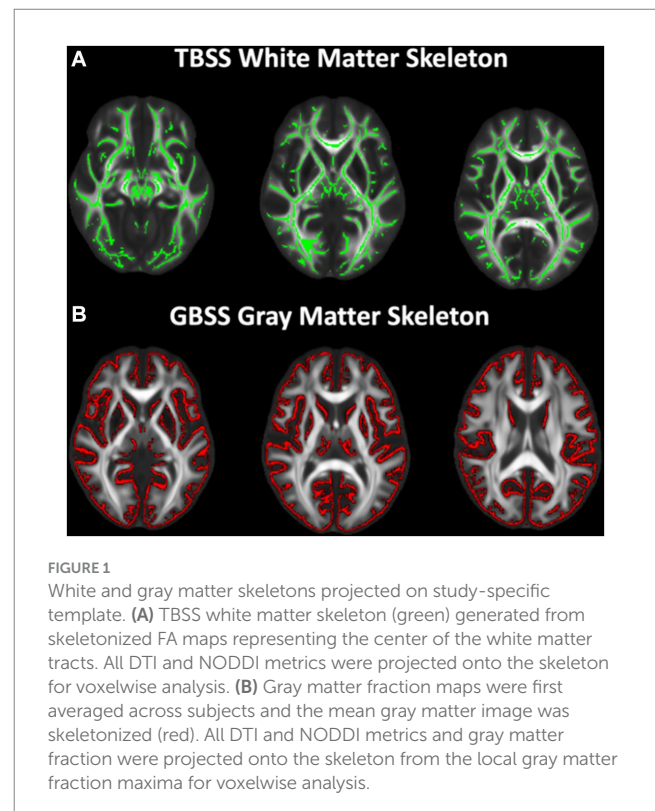 A
TBSS White Matter Skeleton
B
GBSS Gray Matter Skeleton
FIGURE 1
White and gray matter skeletons projected on study-specific
template. (A) TBSS white matter skeleton (green) generated from
skeletonized FA maps representing the center of the white matter
tracts. All DTI and NODDI metrics were projected onto the skeleton
for voxelwise analysis. (B) Gray matter fraction maps were first
averaged across subjects and the mean gray matter image was
skeletonized (red). All DTI and NODDI metrics and gray matter
fraction were projected onto the skeleton from the local gray matter
fraction maxima for voxelwise analysis.